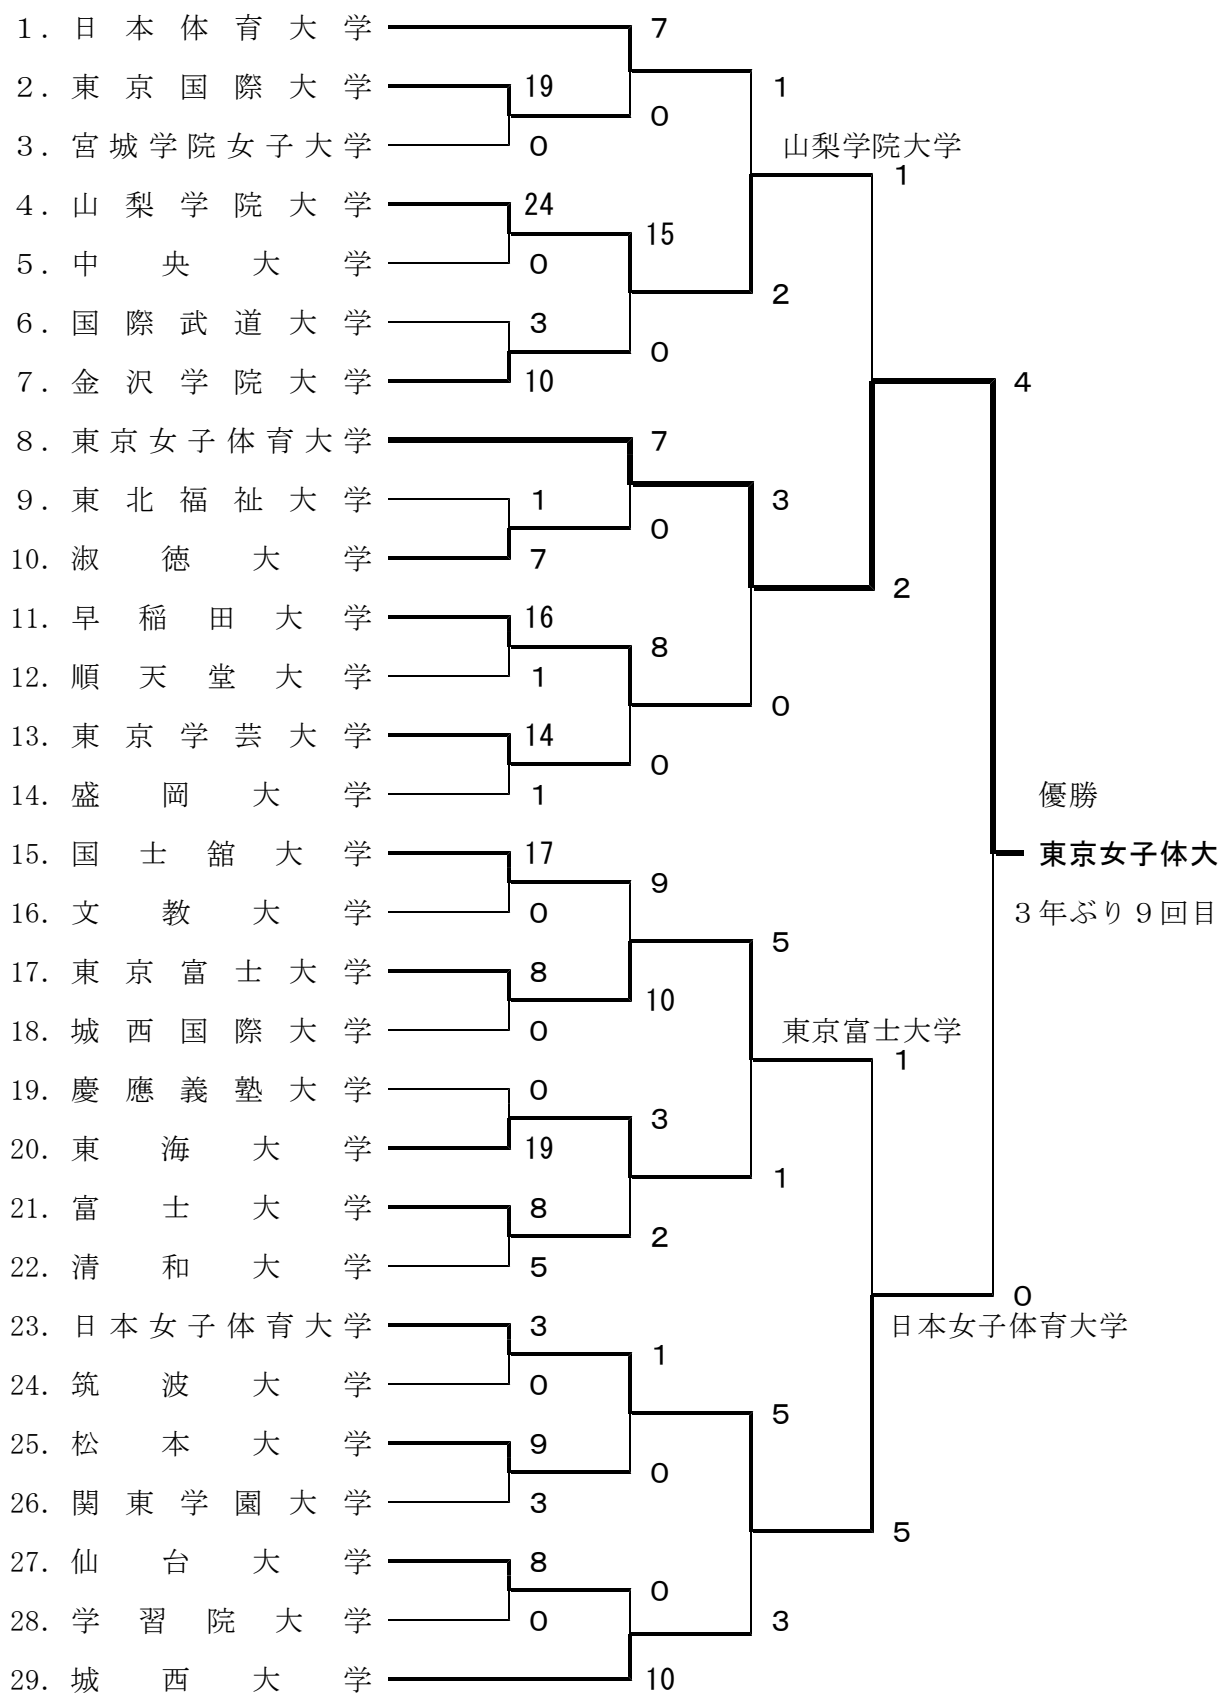 1. 日本体育大学 7
2. 東京国際大学 19 1
0
3. 宮城学院女子大学 0 山梨学院大学
1
4. 山梨学院大学 24
15
5. 中央大学 0
2
6. 国際武道大学 3
0
7. 金沢学院大学 10 4
8. 東京女子体育大学 7
9. 東北福祉大学 1 3
0
10. 淑徳大学 7
2
11. 早稲田大学 16
8
12. 順天堂大学 1
0
13. 東京学芸大学 14
0
14. 盛岡大学 1 優勝
15. 国士舘大学 17 東京女子体大
9
16. 文教大学 0 3年ぶり9回目
5
17. 東京富士大学 8
10
18. 城西国際大学 0 東京富士大学
1
19. 慶應義塾大学 0
3
20. 東海大学 19
1
21. 富士大学 8
2
22. 清和大学 5
0
23. 日本女子体育大学 3 日本女子体育大学
1
24. 筑波大学 0
5
25. 松本大学 9
0
26. 関東学園大学 3
5
27. 仙台大学 8
0
28. 学習院大学 0 3
29. 城西大学 10